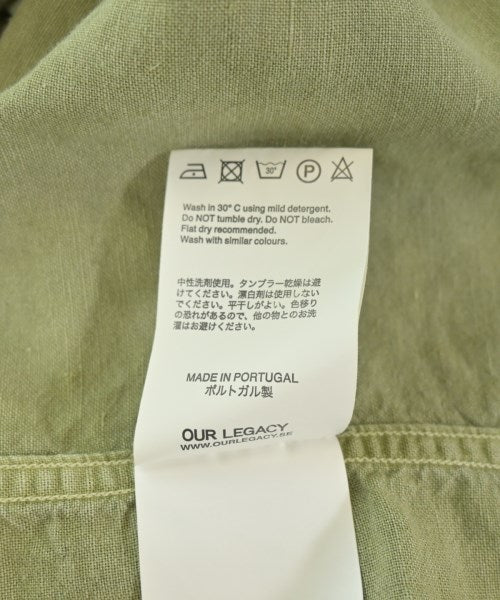 30°
P
Wash in 30° C using mild detergent.
Do NOT tumble dry. Do NOT bleach.
Flat dry recommended.
Wash with similar colours.
中性洗剤使用。タンブラー乾燥は避
けてください。漂白剤は使用しない
でください。平干しがよい。色移り
の恐れがあるので、他の物とのお洗
濯はお避けください。
MADE IN PORTUGAL
ポルトガル製
OUR LEGACY
WWW.OURLEGACY.SE